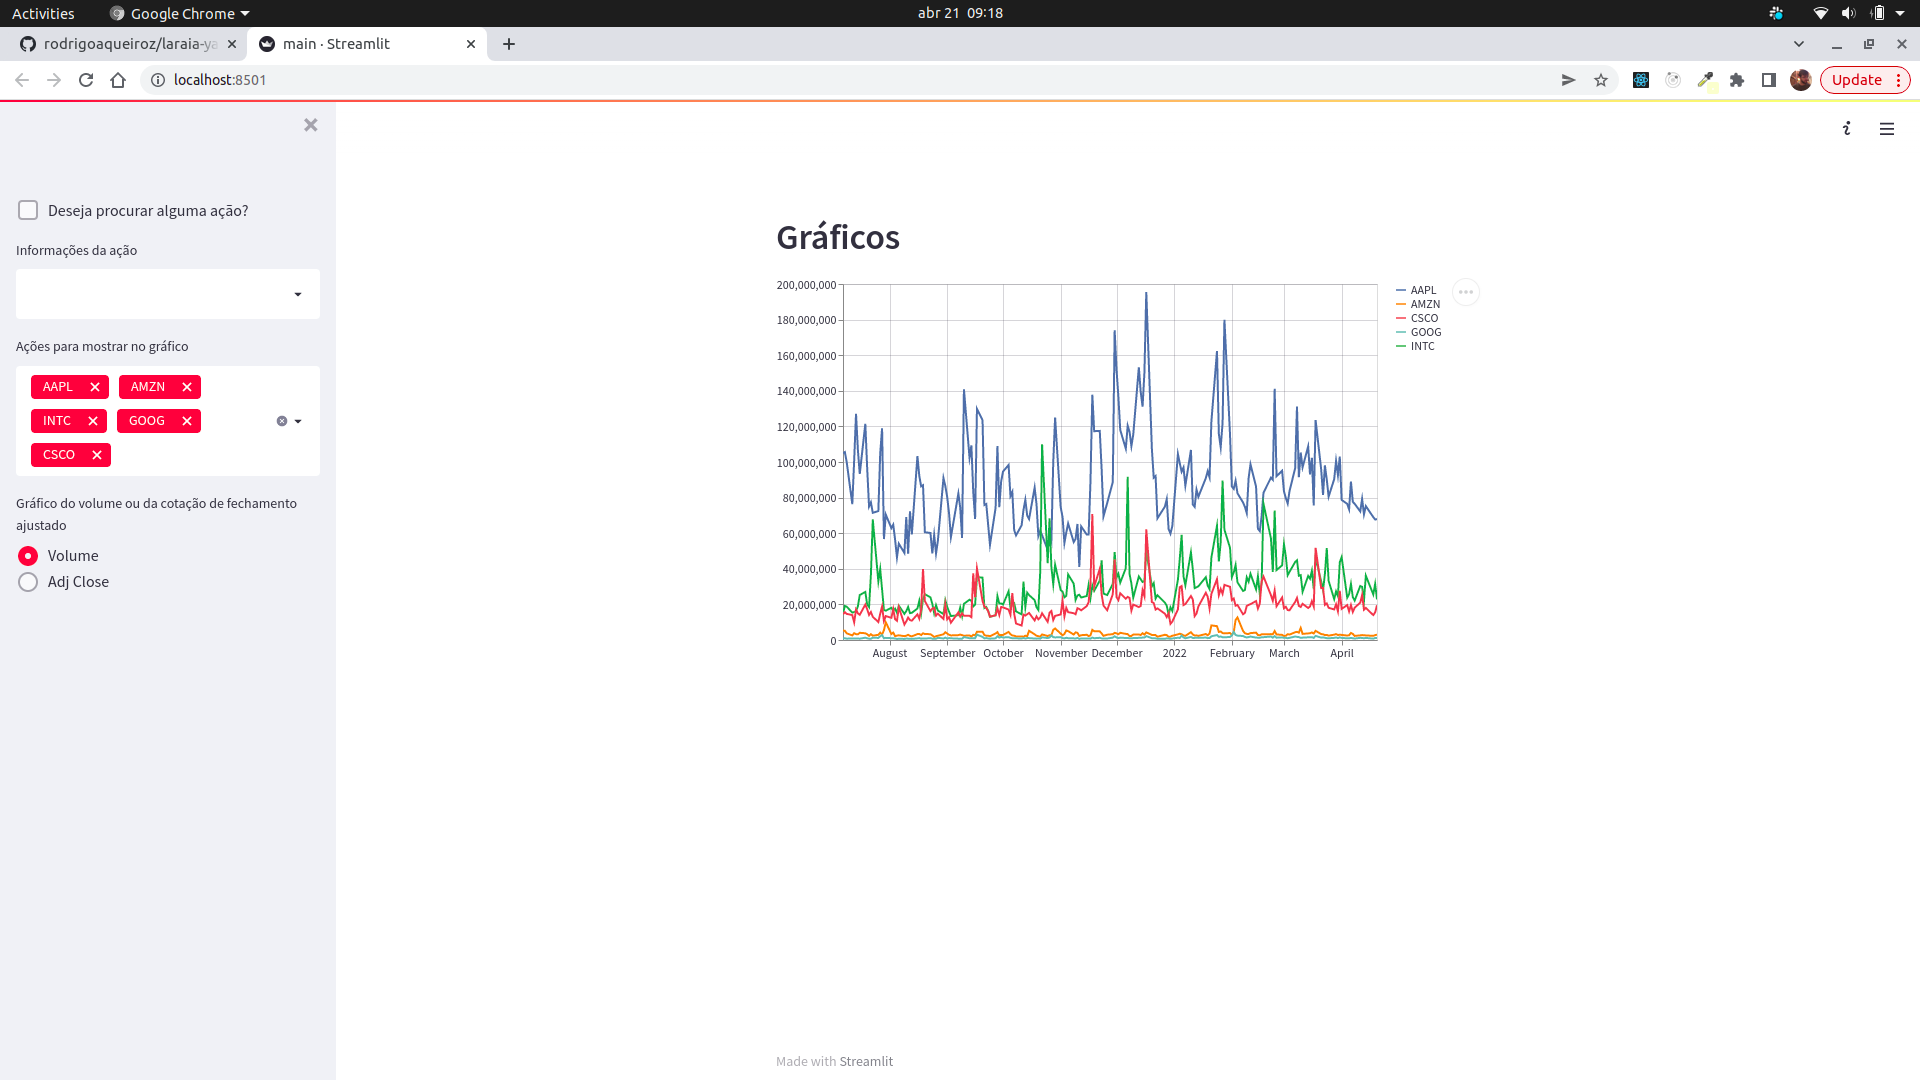 Activities Google Chrome abr 21 09:18
rodrigoaqueiroz/laraia-ya main · Streamlit
localhost:8501 Update
Deseja procurar alguma ação?
Informações da ação
Ações para mostrar no gráfico
AAPL AMZN
INTC GOOG
CSCO
Gráfico do volume ou da cotação de fechamento
ajustado
Volume
Adj Close
Gráficos
200,000,000
180,000,000
160,000,000
140,000,000
120,000,000
100,000,000
80,000,000
60,000,000
40,000,000
20,000,000
0
August September October November December 2022 February March April
AAPL
AMZN
CSCO
GOOG
INTC
Made with Streamlit